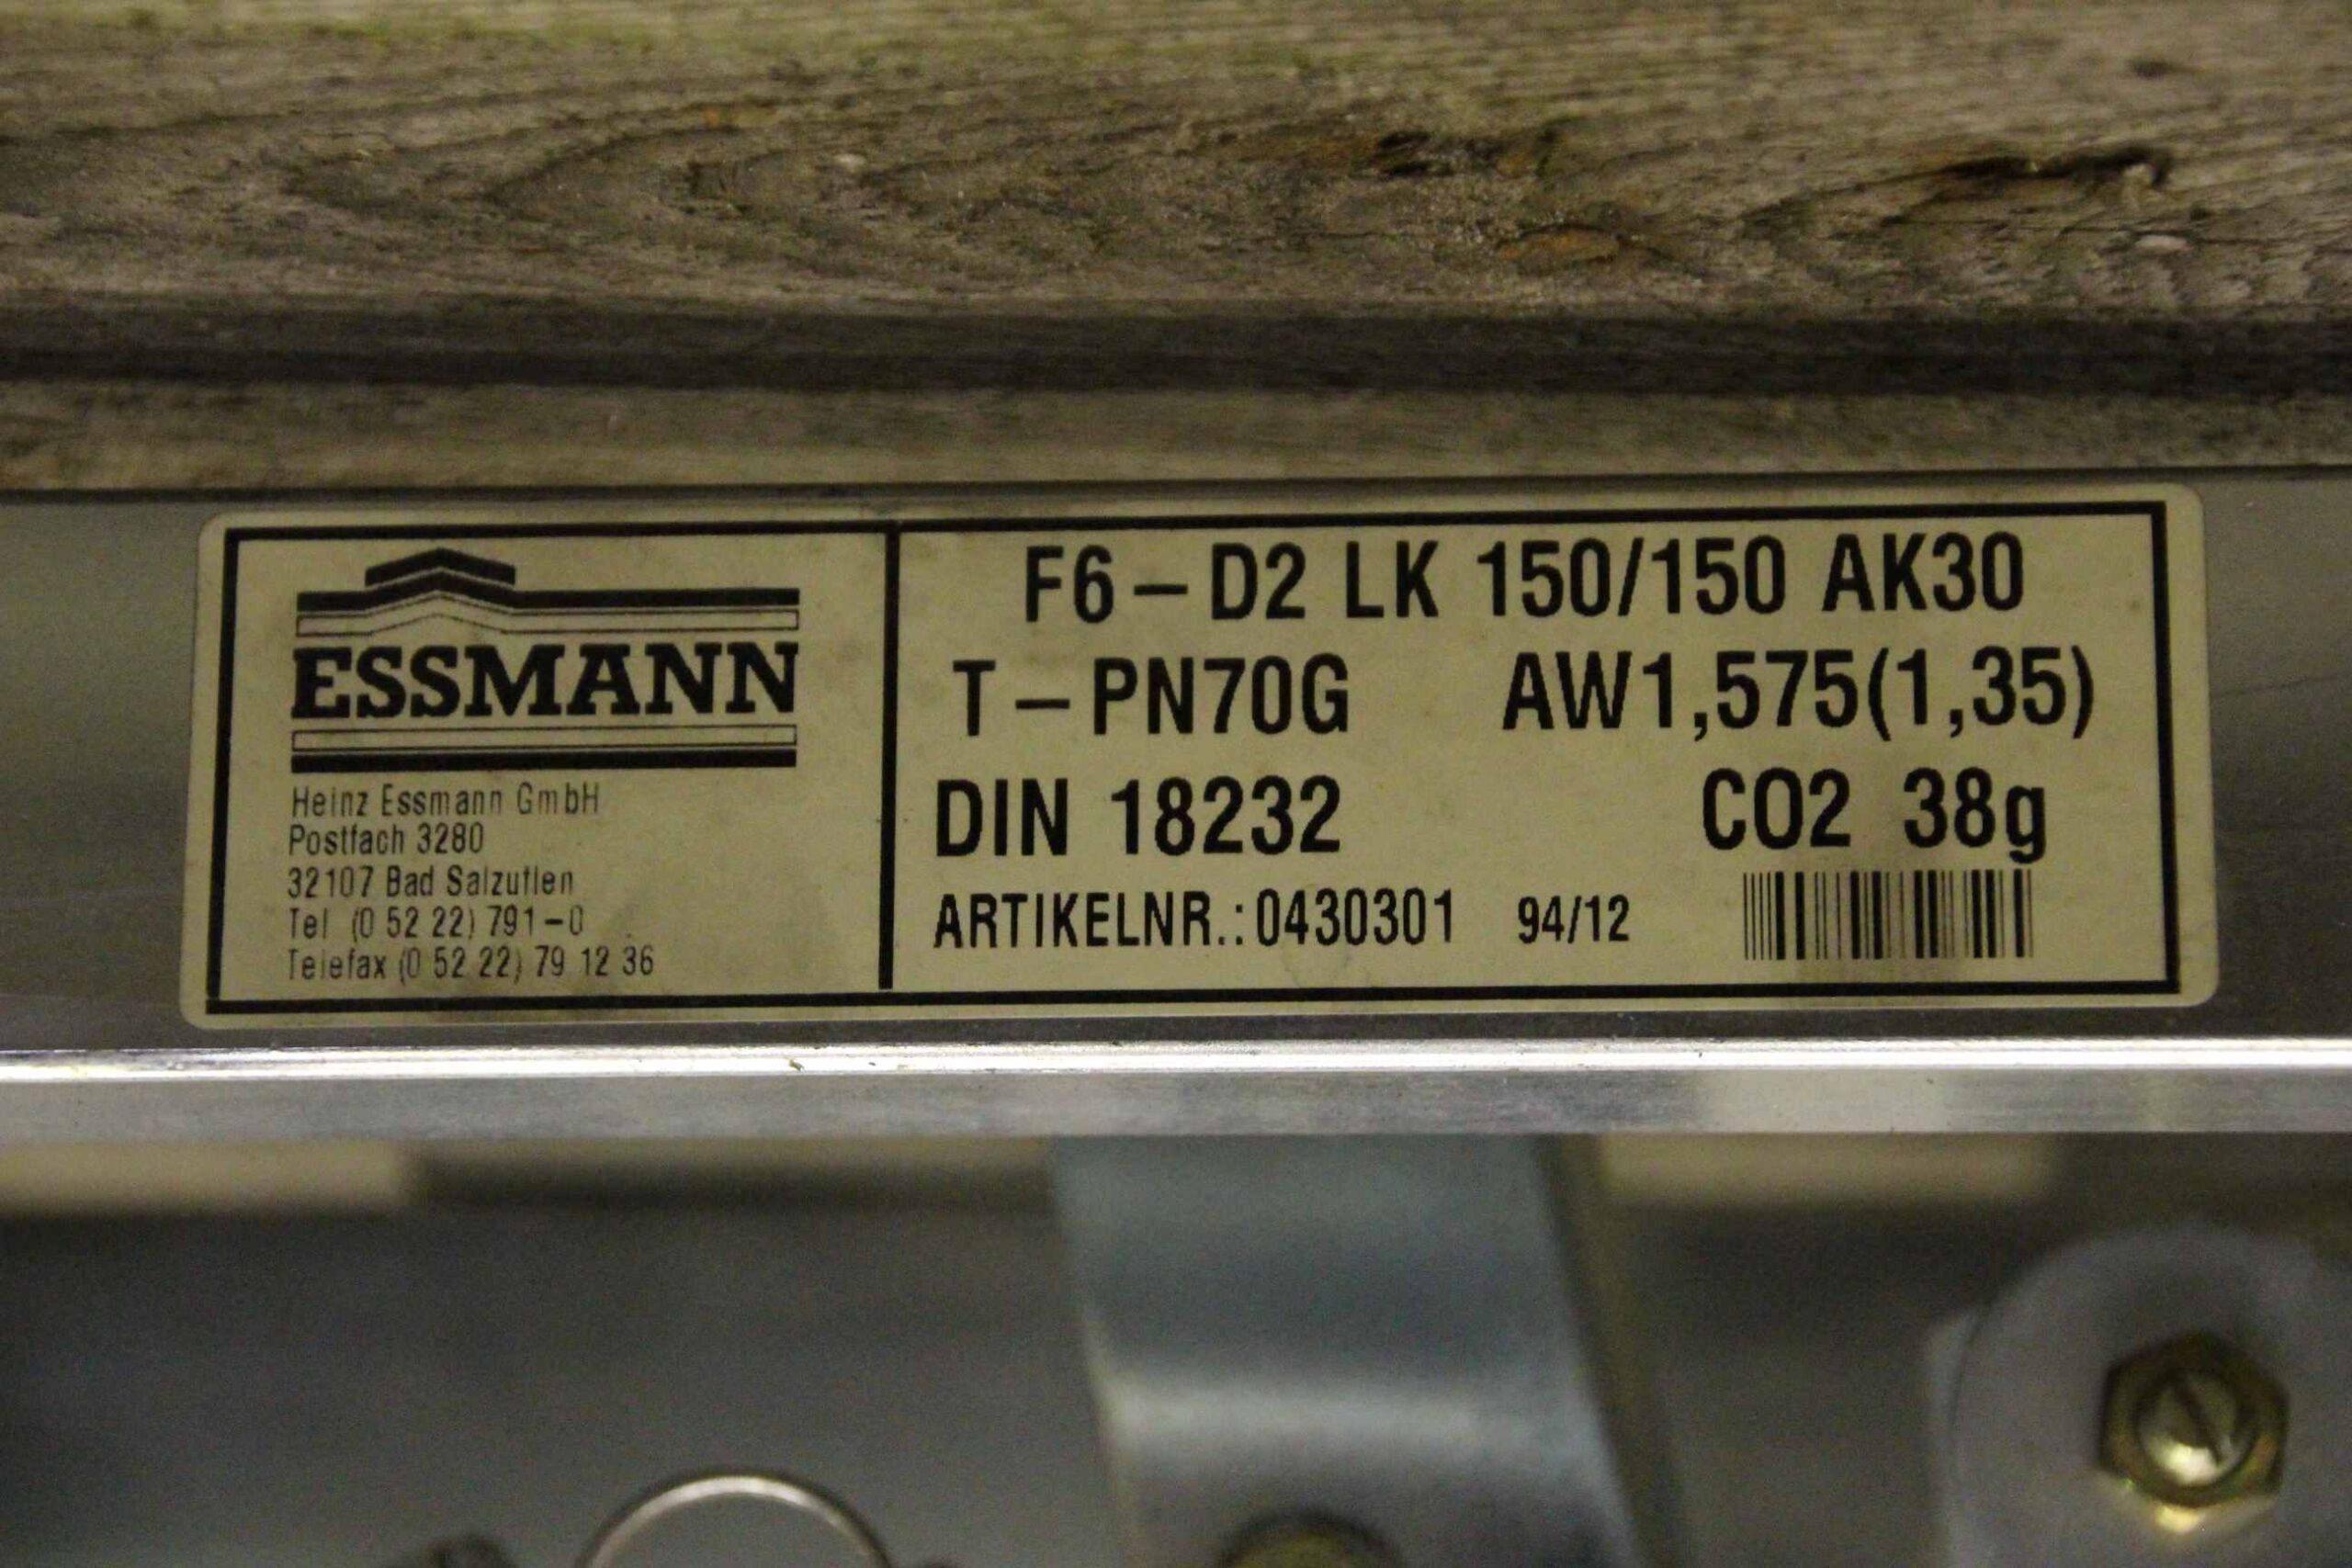 ESSMANN
Heinz Essmann GmbH
Postfach 3280
32107 Bad Salzuflen
Tel (0 52 22) 791-0
Telefax (0 52 22) 79 12 36
F6-D2 LK 150/150 AK30
T-PN70G AW1,575(1,35)
DIN 18232 CO2 38g
ARTIKELNR.:0430301 94/12